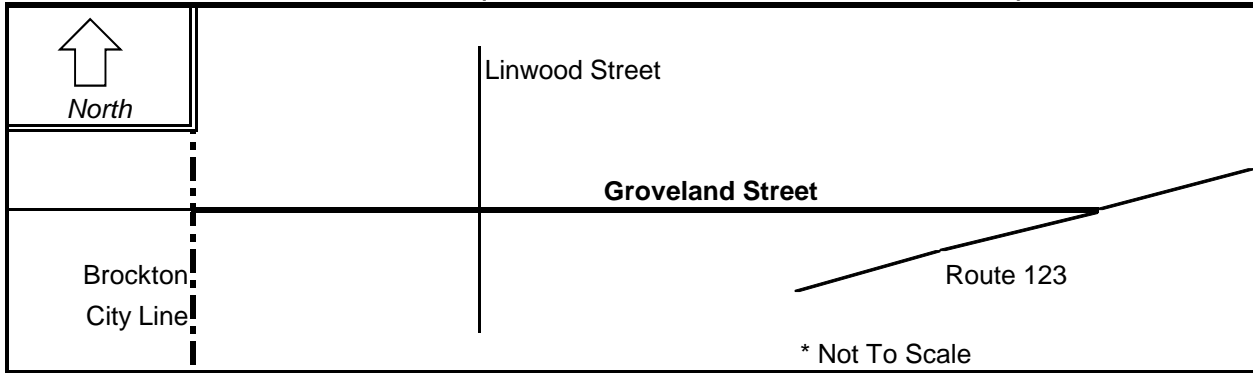 North
Linwood Street
Groveland Street
Brockton
City Line
Route 123
* Not To Scale